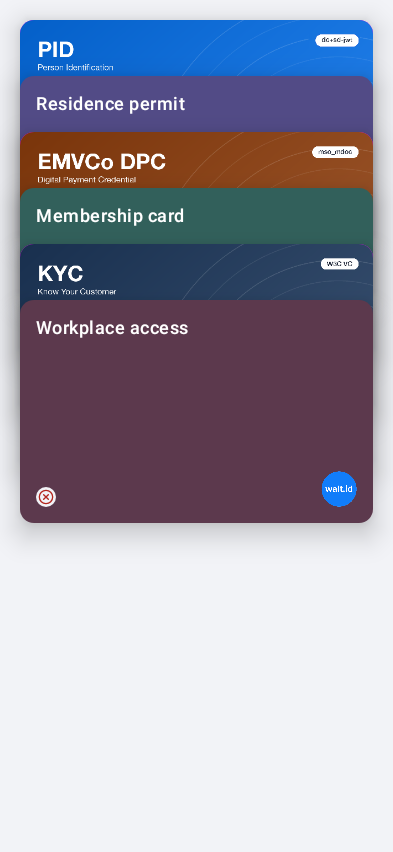 PID
dc+sd-jwt
Person Identification
Residence permit
EMVCo DPC
mso_mdoc
Digital Payment Credential
Membership card
KYC
W3C VC
Know Your Customer
Workplace access
walt.id